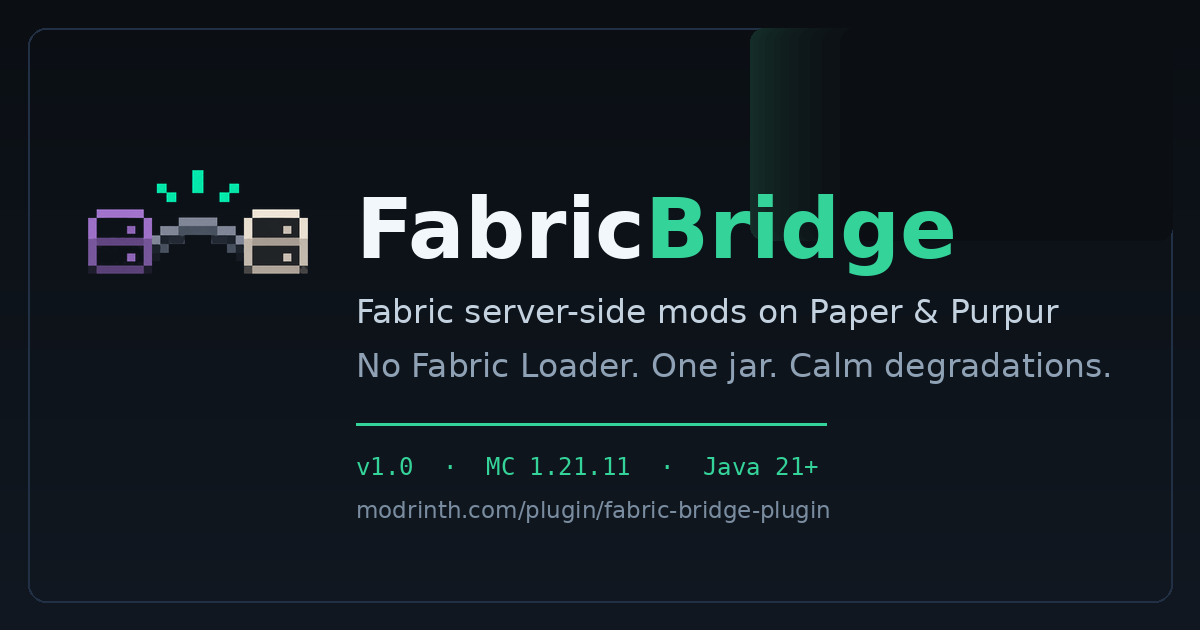 FabricBridge
Fabric server-side mods on Paper & Purpur
No Fabric Loader. One jar. Calm degradations.
v1.0 · MC 1.21.11 · Java 21+
modrinth.com/plugin/fabric-bridge-plugin